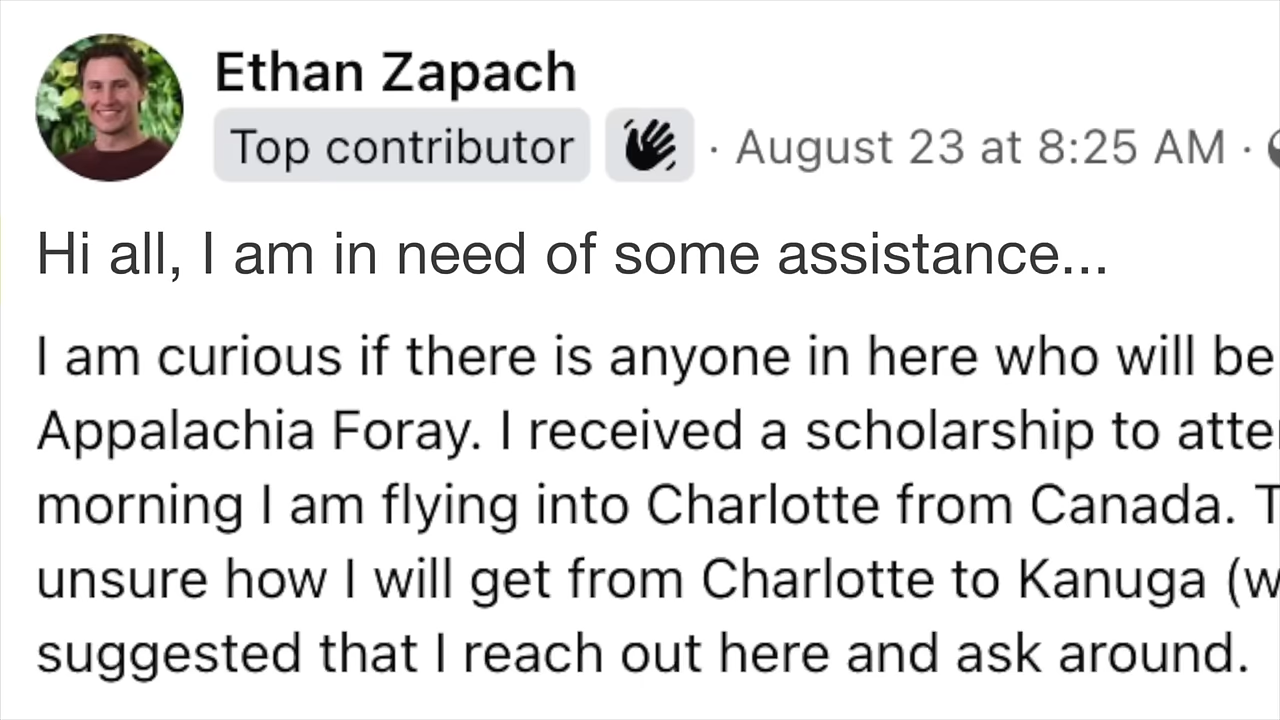 Ethan Zapach
Top contributor · August 23 at 8:25 AM ·
Hi all, I am in need of some assistance...
I am curious if there is anyone in here who will be
Appalachia Foray. I received a scholarship to
morning I am flying into Charlotte from Canada.
unsure how I will get from Charlotte to Kanuga
suggested that I reach out here and ask around.